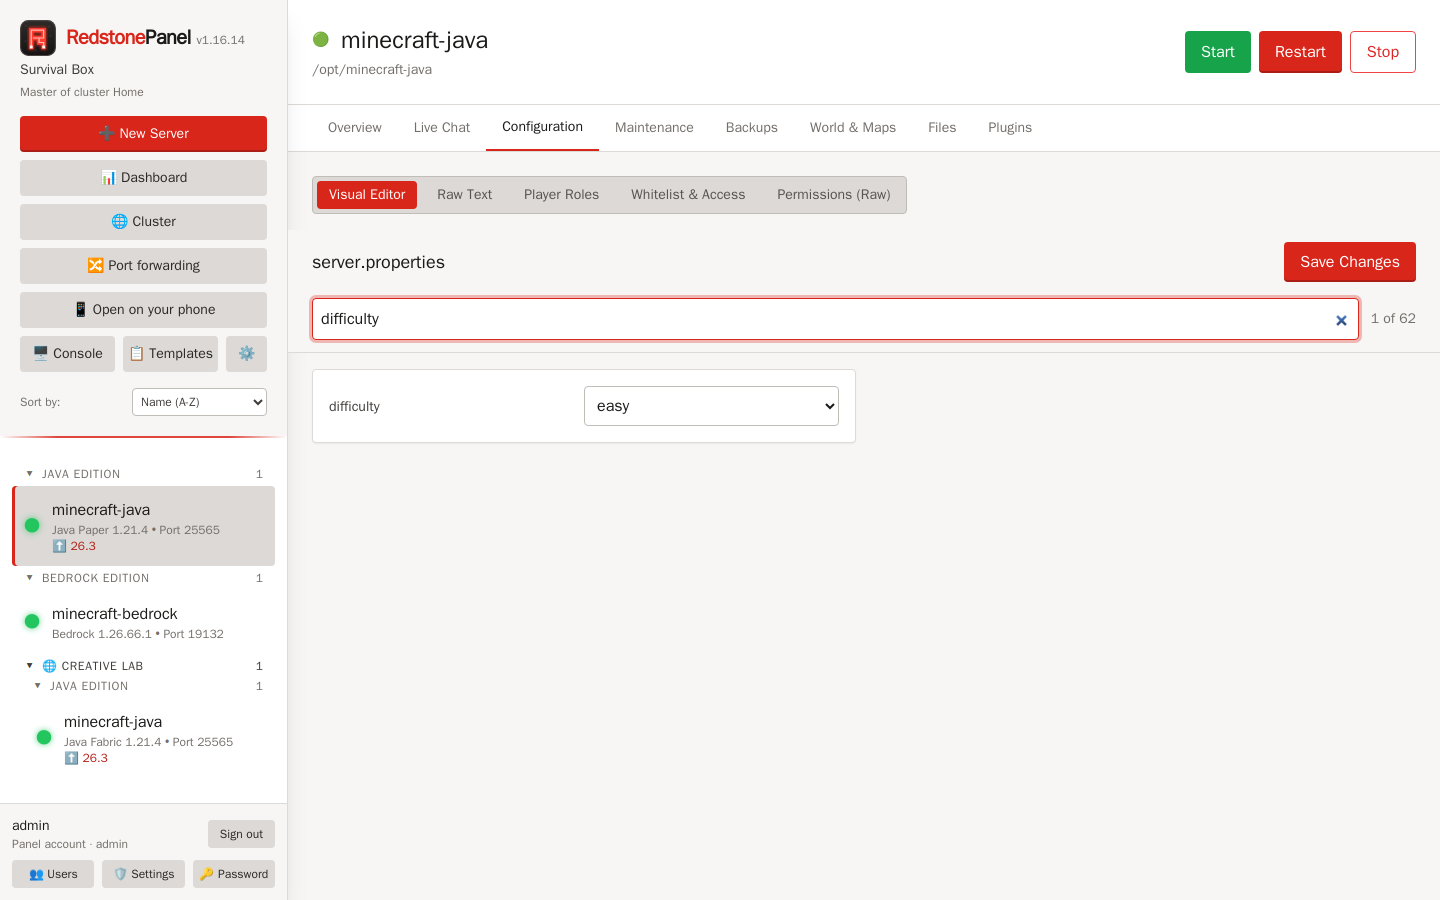 RedstonePanel v1.16.14
Survival Box
Master of cluster Home
➕ New Server
📊 Dashboard
🌐 Cluster
🔀 Port forwarding
📱 Open on your phone
🖥️ Console
📋 Templates
⚙️
Sort by:
Name (A-Z)
▼ JAVA EDITION 1
minecraft-java
Java Paper 1.21.4 • Port 25565
⬆️ 26.3
▼ BEDROCK EDITION 1
minecraft-bedrock
Bedrock 1.26.66.1 • Port 19132
▼ 🌐 CREATIVE LAB 1
▼ JAVA EDITION 1
minecraft-java
Java Fabric 1.21.4 • Port 25565
⬆️ 26.3
admin
Panel account · admin
Sign out
👥 Users
🛡️ Settings
🔑 Password
minecraft-java
/opt/minecraft-java
Start
Restart
Stop
Overview
Live Chat
Configuration
Maintenance
Backups
World & Maps
Files
Plugins
Visual Editor
Raw Text
Player Roles
Whitelist & Access
Permissions (Raw)
server.properties
Save Changes
difficulty
1 of 62
difficulty
easy